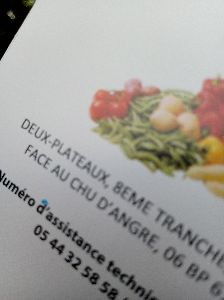 DEUX-PLATEAUX, 8EME TRANCHE
FACE AU CHU D'ANGRE, 06 BP
Numéro d'assistance techni
05 44 32 58 58